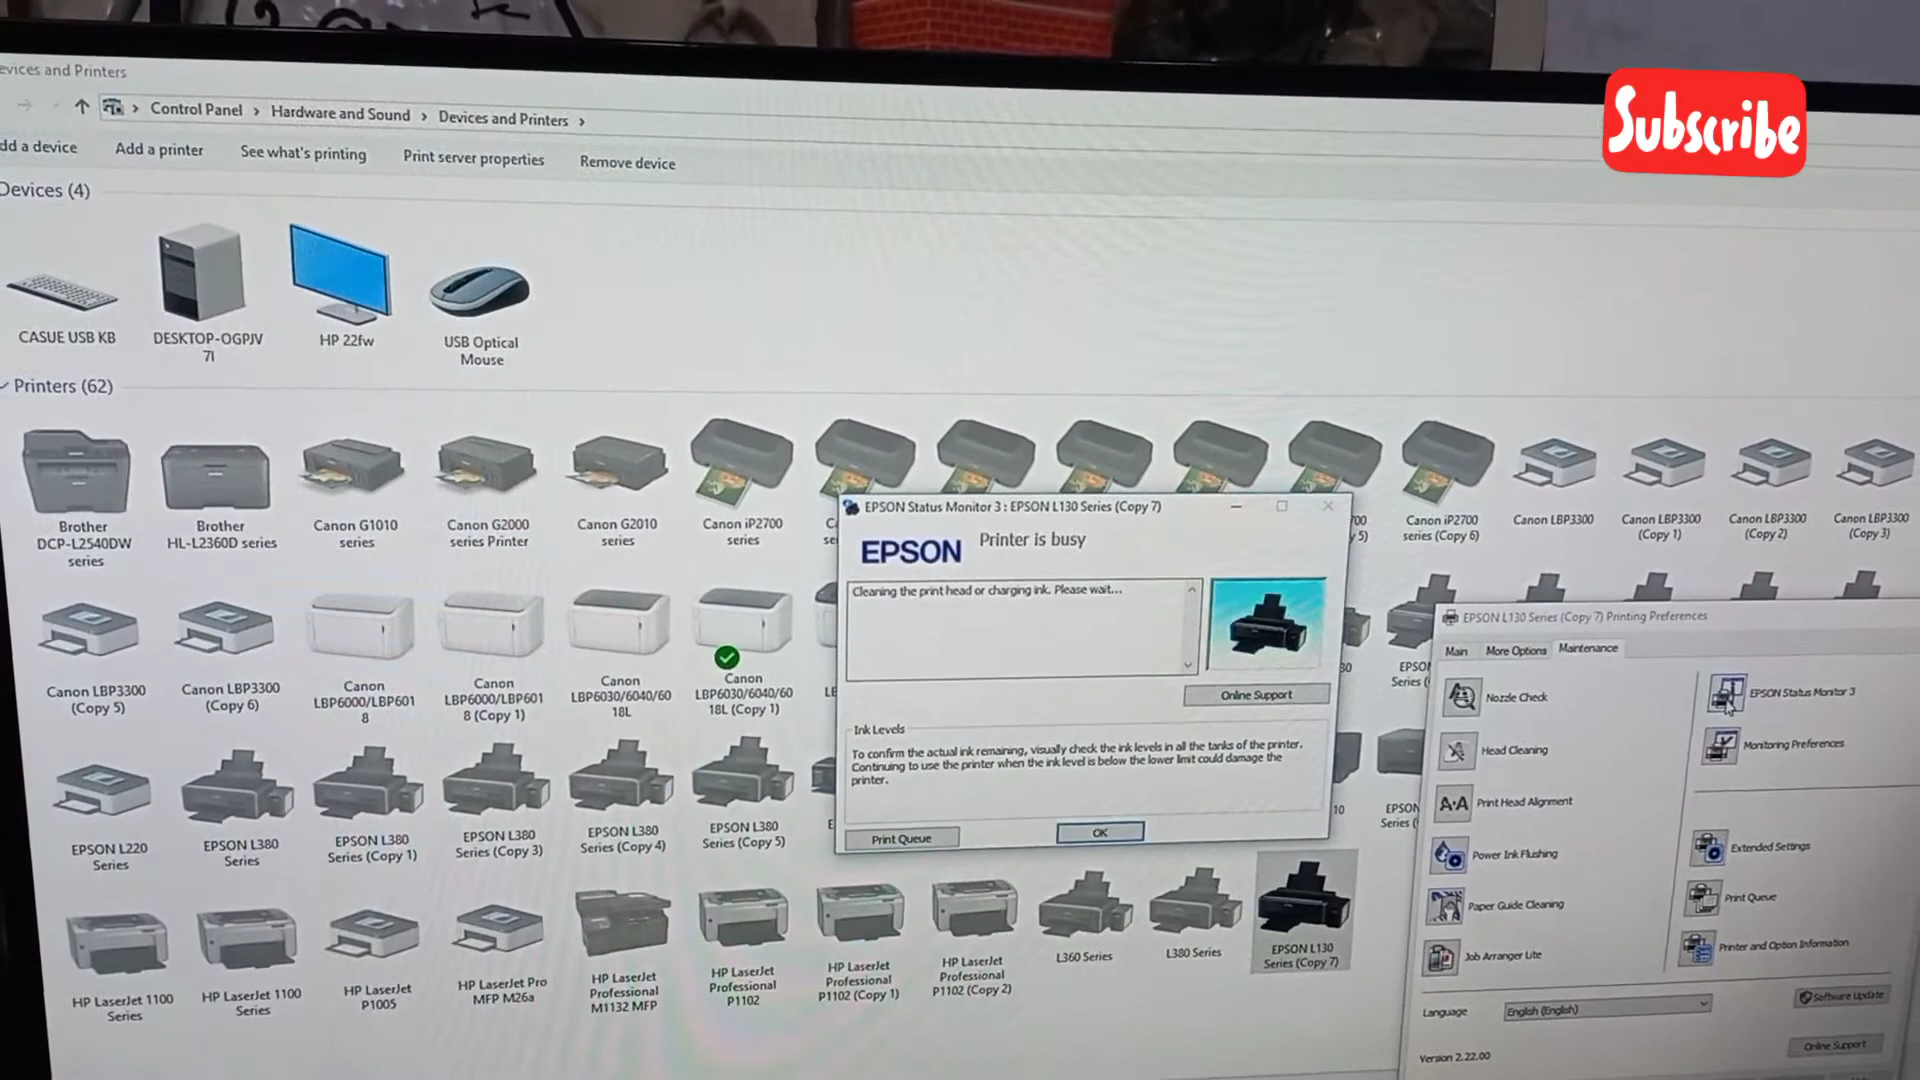 evices and Printers
Control Panel > Hardware and Sound > Devices and Printers >
dd a device Add a printer See what's printing Print server properties Remove device
Subscribe
Devices (4)
CASUE USB KB
DESKTOP-OGPJV
7I
HP 22fw
USB Optical
Mouse
Printers (62)
Brother
DCP-L2540DW
series
Brother
HL-L2360D series
Canon G1010
series
Canon G2000
series Printer
Canon G2010
series
Canon iP2700
series
Canon iP2700
series (Copy 6)
Canon LBP3300
Canon LBP3300
(Copy 1)
Canon LBP3300
(Copy 2)
Canon LBP3300
(Copy 3)
Canon LBP3300
(Copy 5)
Canon LBP3300
(Copy 6)
Canon
LBP6000/LBP601
8
Canon
LBP6000/LBP601
8 (Copy 1)
Canon
LBP6030/6040/60
18L
Canon
LBP6030/6040/60
18L (Copy 1)
EPSON L220
Series
EPSON L380
Series
EPSON L380
Series (Copy 1)
EPSON L380
Series (Copy 3)
EPSON L380
Series (Copy 4)
EPSON L380
Series (Copy 5)
HP LaserJet 1100
Series
HP LaserJet 1100
Series
HP LaserJet
P1005
HP LaserJet Pro
MFP M26a
HP LaserJet
Professional
M1132 MFP
HP LaserJet
Professional
P1102
HP LaserJet
Professional
P1102 (Copy 1)
HP LaserJet
Professional
P1102 (Copy 2)
L360 Series
L380 Series
EPSON L130
Series (Copy 7)
EPSON Status Monitor 3 : EPSON L130 Series (Copy 7)
EPSON
Printer is busy
Cleaning the print head or charging ink. Please wait...
Online Support
Ink Levels
To confirm the actual ink remaining, visually check the ink levels in all the tanks of the printer.
Continuing to use the printer when the ink level is below the lower limit could damage the
printer.
Print Queue
OK
EPSON L130 Series (Copy 7) Printing Preferences
Main More Options Maintenance
Nozzle Check
EPSON Status Monitor 3
Head Cleaning
Monitoring Preferences
Print Head Alignment
Power Ink Flushing
Extended Settings
Paper Guide Cleaning
Print Queue
Job Arranger Lite
Printer and Option Information
Language
English (English)
Software Update
Version 2.22.00
Online Support